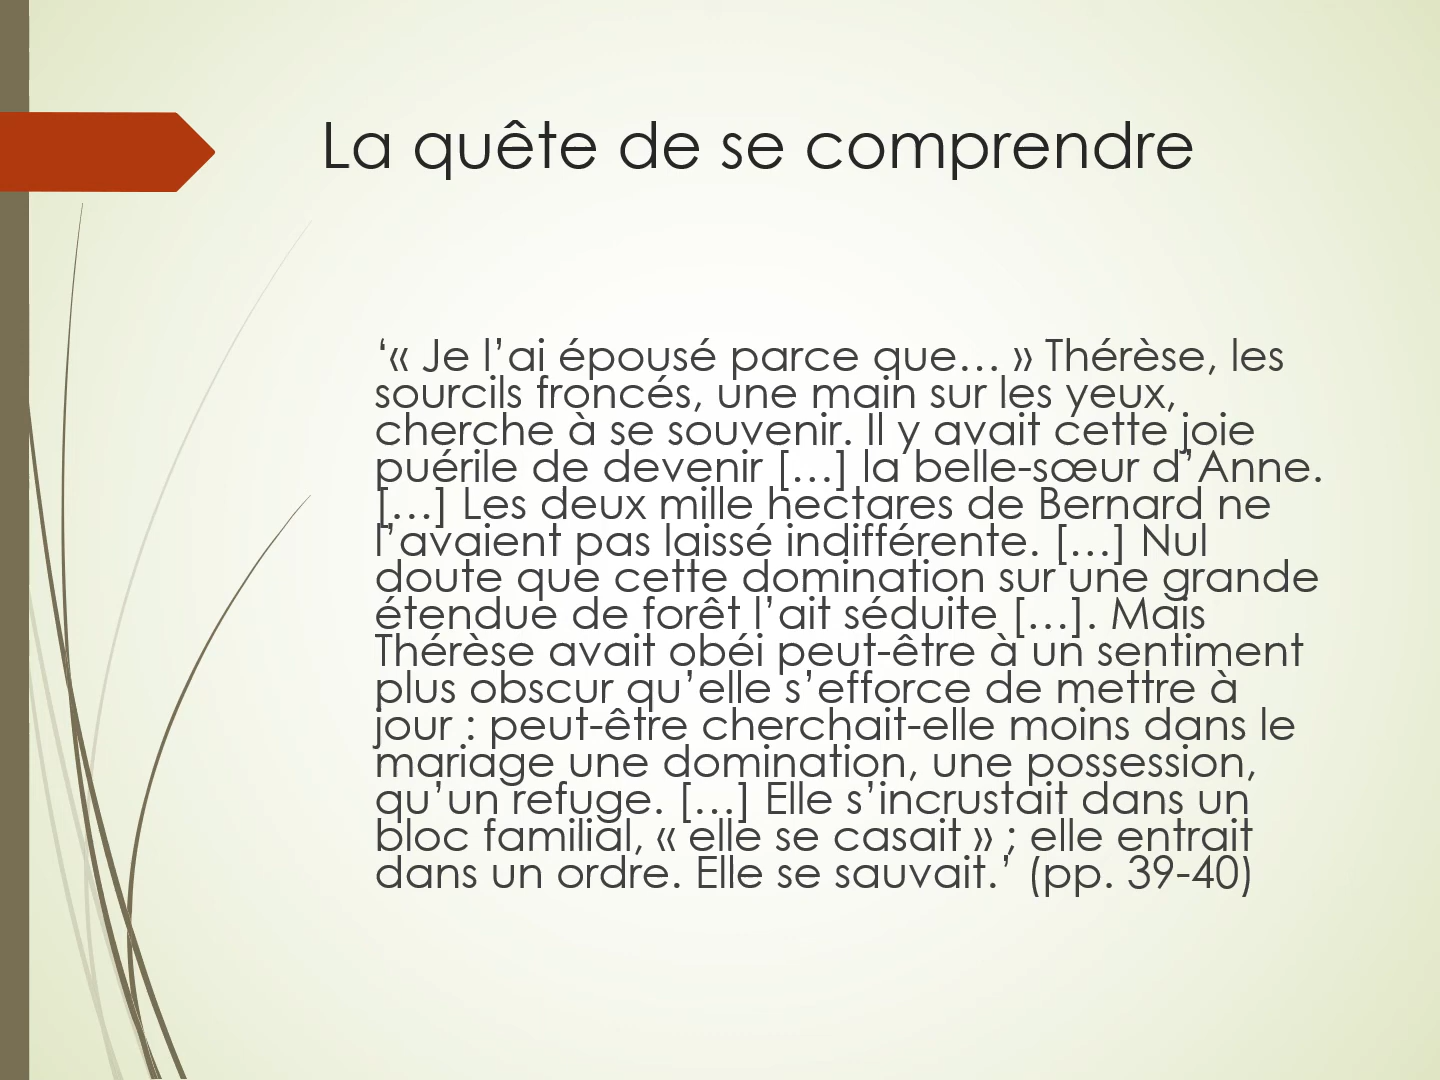 La quête de se comprendre
‘« Je l’ai épousé parce que… » Thérèse, les
sourcils froncés, une main sur les yeux,
cherche à se souvenir. Il y avait cette joie
puérile de devenir […] la belle-sœur d’Anne.
[…] Les deux mille hectares de Bernard ne
l’avaient pas laissé indifférente. […] Nul
doute que cette domination sur une grande
étendue de forêt l’ait séduite […]. Mais
Thérèse avait obéi peut-être à un sentiment
plus obscur qu’elle s’efforce de mettre à
jour : peut-être cherchait-elle moins dans le
mariage une domination, une possession,
qu’un refuge. […] Elle s’incrustait dans un
bloc familial, « elle se casait » ; elle entrait
dans un ordre. Elle se sauvait.’ (pp. 39-40)